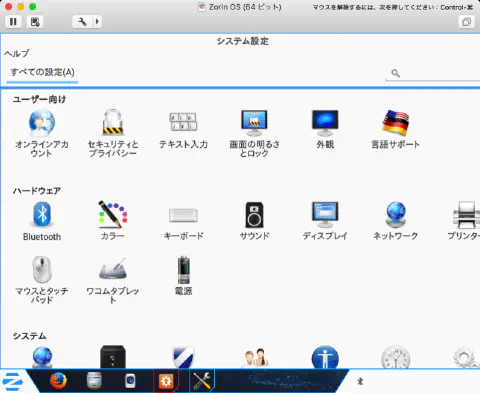 Zorin OS (64 ビット)
マウスを解除するには、次を押してください：Control-⌘
システム設定
ヘルプ
すべての設定(A)
ユーザー向け
オンラインアカウント
セキュリティとプライバシー
テキスト入力
画面の明るさとロック
外観
言語サポート
ハードウェア
Bluetooth
カラー
キーボード
サウンド
ディスプレイ
ネットワーク
プリンター
マウスとタッチパッド
ワコムタブレット
電源
システム